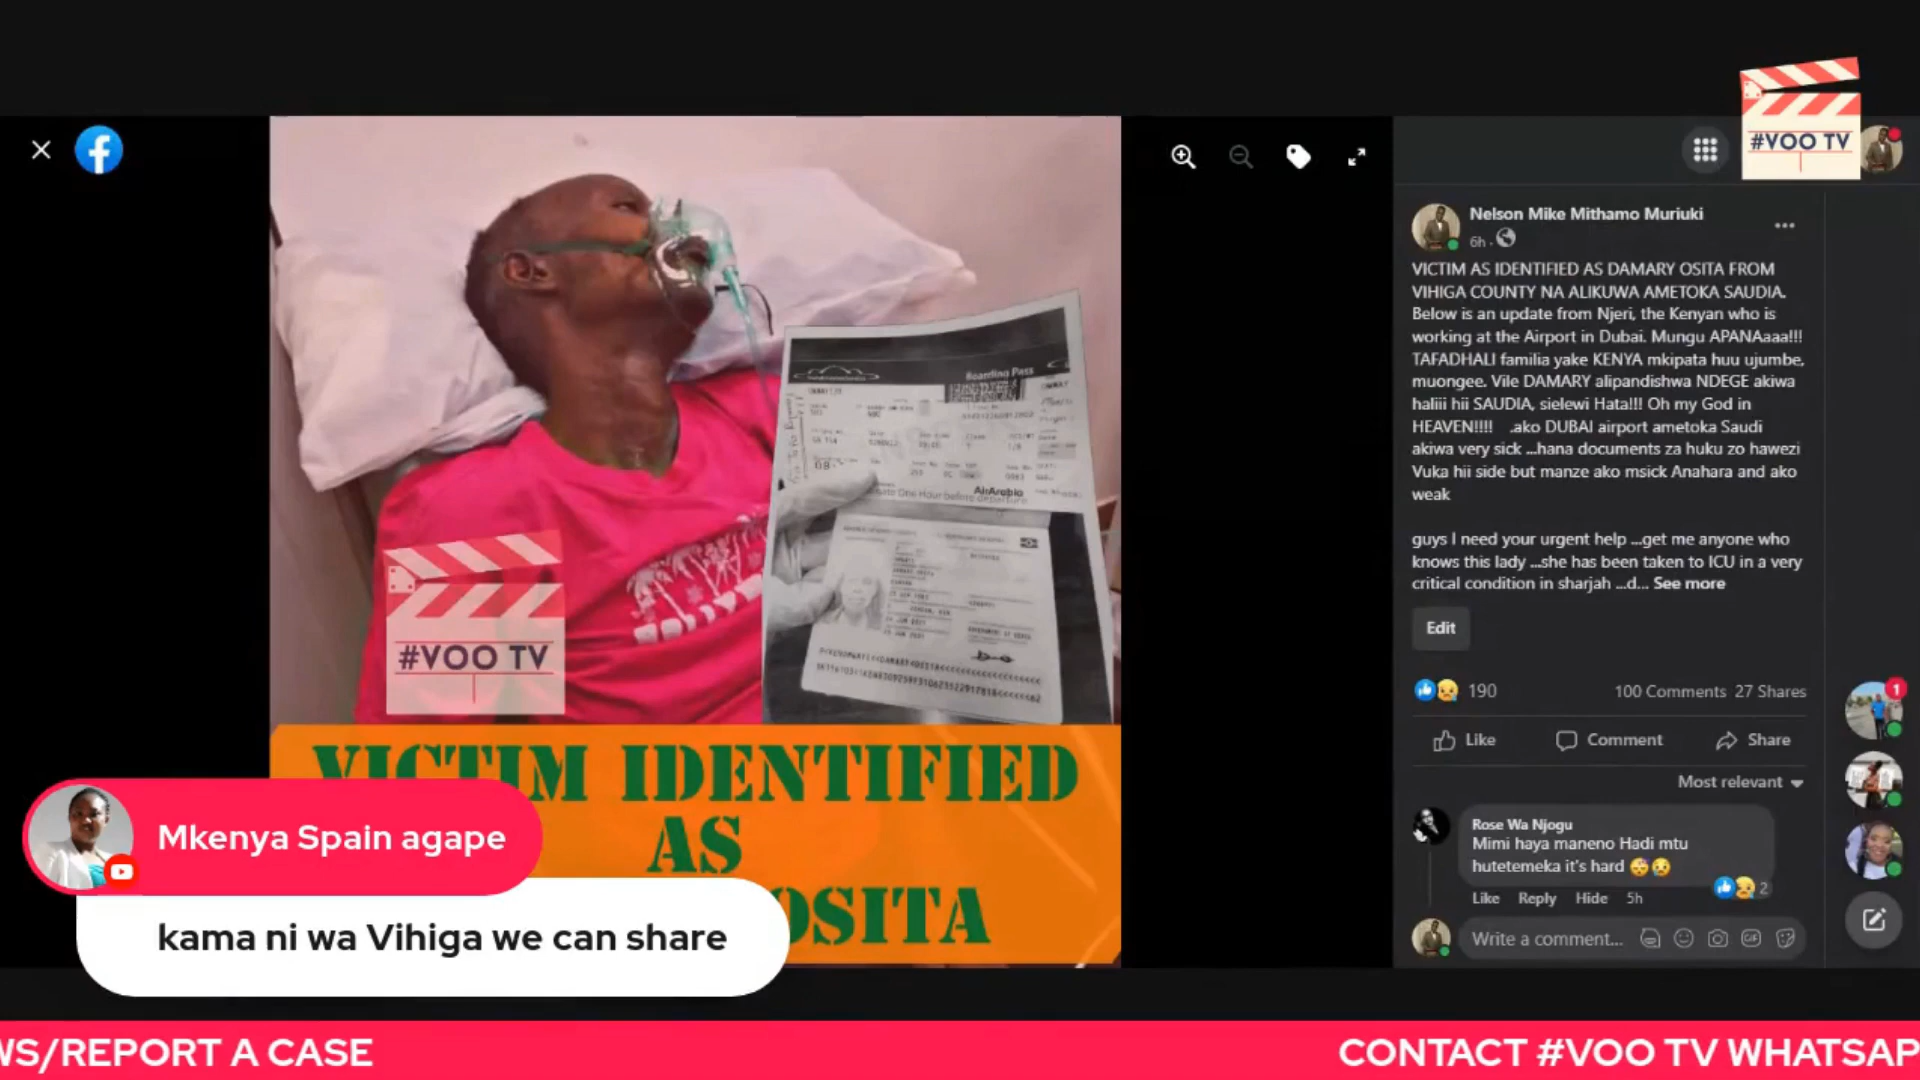 #VOO TV
Nelson Mike Mithamo Muriuki
6h ·
VICTIM AS IDENTIFIED AS DAMARY OSITA FROM
VIHIGA COUNTY NA ALIKUWA AMETOKA SAUDIA.
Below is an update from Njeri, the Kenyan who is
working at the Airport in Dubai. Mungu APANAaaa!!!
TAFADHALI familia yake KENYA mkipata huu ujumbe,
muongee. Vile DAMARY alipandishwa NDEGE akiwa
haliii hii SAUDIA, sielewi Hata!!! Oh my God in
HEAVEN!!!! .ako DUBAI airport ametoka Saudi
akiwa very sick ...hana documents za huku zo hawezi
Vuka hii side but manze ako msick Anahara and ako
weak
guys I need your urgent help ...get me anyone who
knows this lady ...she has been taken to ICU in a very
critical condition in sharjah ...d... See more
Edit
190
100 Comments 27 Shares
Like Comment Share
Most relevant
Rose Wa Njogu
Mimi haya maneno Hadi mtu
hutetemeka it's hard
2
Like Reply Hide 5h
Write a comment...
1
Boarding Pass
AirArabia
#VOO TV
VICTIM IDENTIFIED
AS
OSITA
Mkenya Spain agape
kama ni wa Vihiga we can share
WS/REPORT A CASE
CONTACT #VOO TV WHATSAP